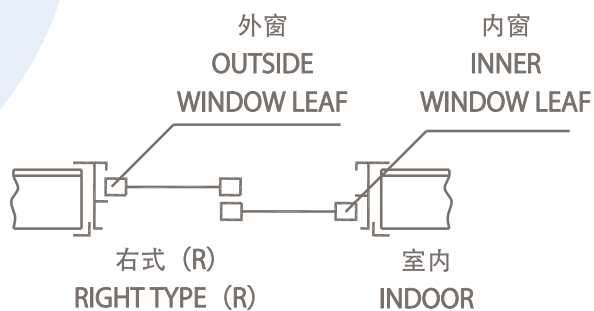 外窗
OUTSIDE
WINDOW LEAF
内窗
INNER
WINDOW LEAF
右式（R）
RIGHT TYPE（R）
室内
INDOOR